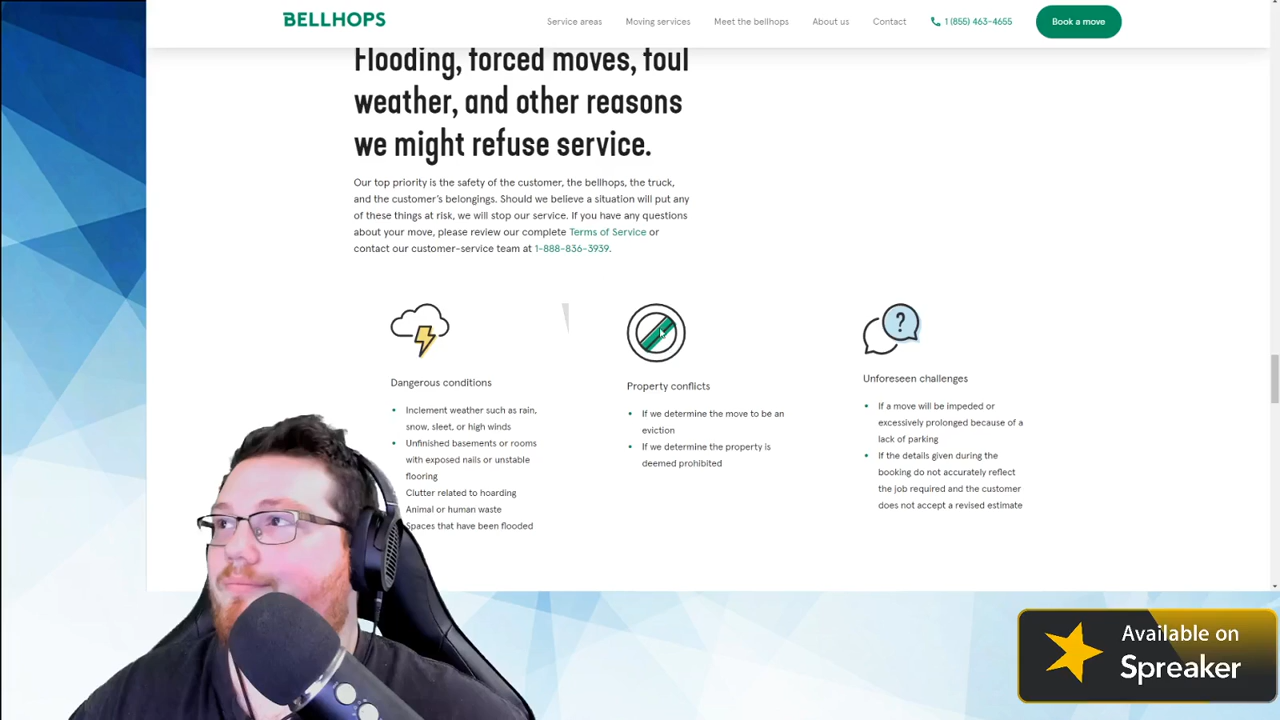 BELLHOPS
Service areas
Moving services
Meet the bellhops
About us
Contact
1 (855) 463-4655
Book a move
Flooding, forced moves, foul
weather, and other reasons
we might refuse service.
Our top priority is the safety of the customer, the bellhops, the truck,
and the customer's belongings. Should we believe a situation will put any
of these things at risk, we will stop our service. If you have any questions
about your move, please review our complete Terms of Service or
contact our customer-service team at 1-888-836-3939.
Dangerous conditions
Inclement weather such as rain,
snow, sleet, or high winds
Unfinished basements or rooms
with exposed nails or unstable
flooring
Clutter related to hoarding
Animal or human waste
Spaces that have been flooded
Property conflicts
If we determine the move to be an
eviction
If we determine the property is
deemed prohibited
?
Unforeseen challenges
If a move will be impeded or
excessively prolonged because of a
lack of parking
If the details given during the
booking do not accurately reflect
the job required and the customer
does not accept a revised estimate
Available on
Spreaker